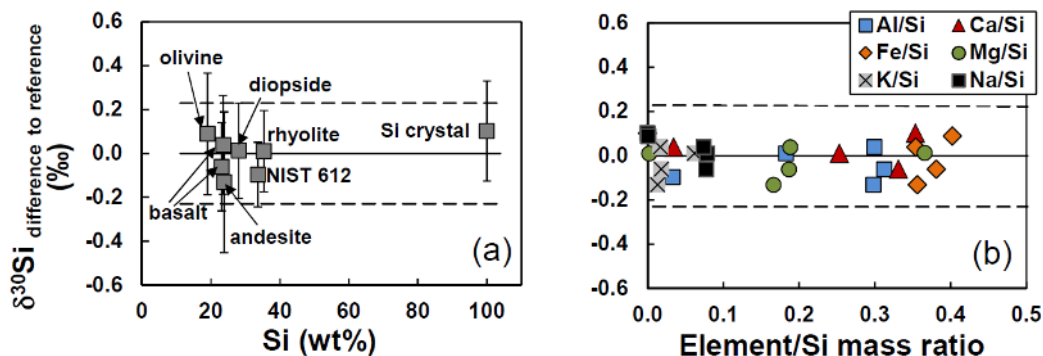 δ³⁰Si difference to reference
(‰)
0.6
0.4
0.2
0.0
-0.2
-0.4
-0.6
olivine
diopside
rhyolite
Si crystal
NIST 612
basalt
andesite
(a)
0 20 40 60 80 100
Si (wt%)
0.6
0.4
0.2
0.0
-0.2
-0.4
-0.6
Al/Si Ca/Si
Fe/Si Mg/Si
K/Si Na/Si
(b)
0.0 0.1 0.2 0.3 0.4 0.5
Element/Si mass ratio